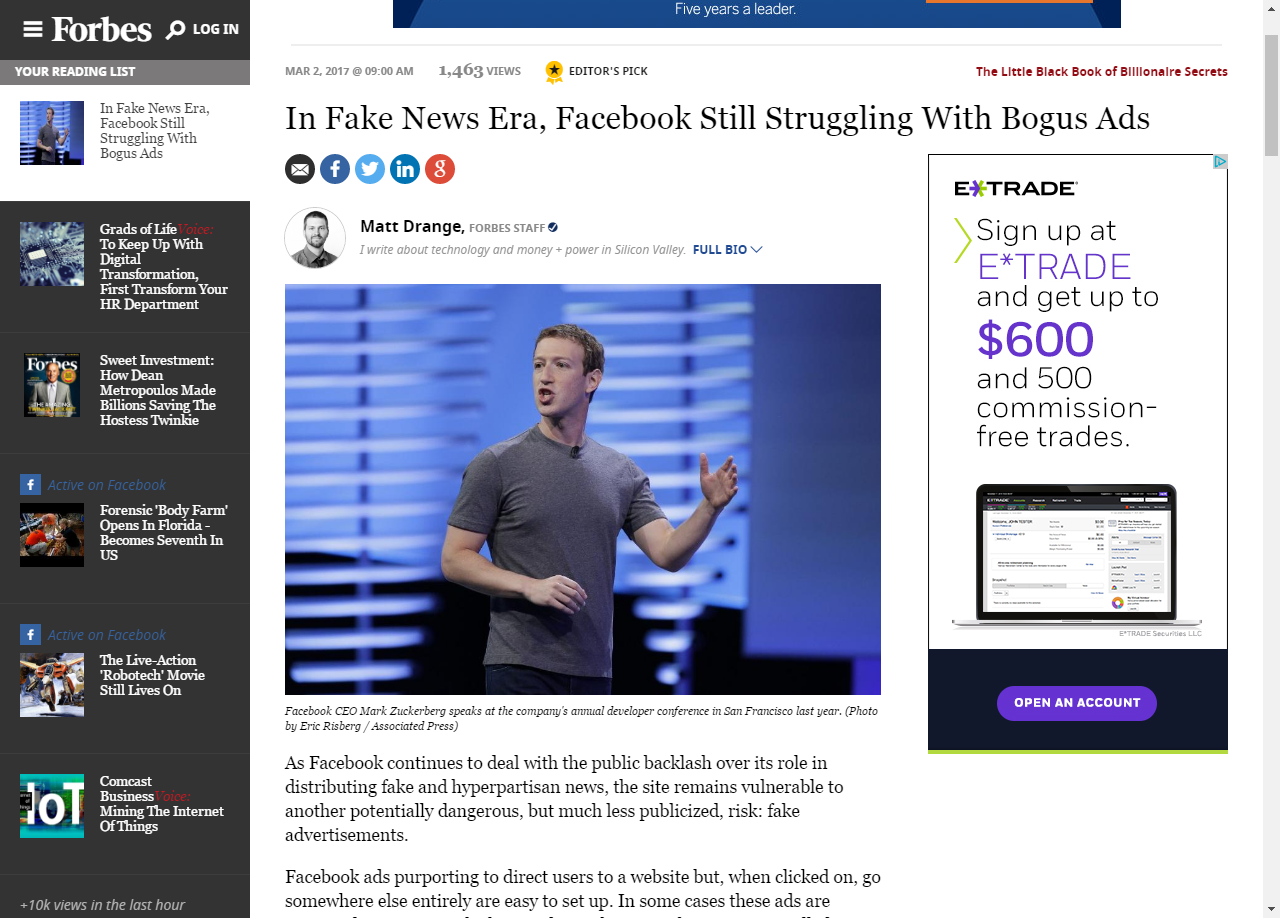 Five years a leader.
Forbes
LOG IN
YOUR READING LIST
In Fake News Era,
Facebook Still
Struggling With
Bogus Ads
Grads of LifeVoice:
To Keep Up With
Digital
Transformation,
First Transform Your
HR Department
Forbes
Sweet Investment:
How Dean
Metropoulos Made
Billions Saving The
Hostess Twinkie
Active on Facebook
Forensic 'Body Farm'
Opens In Florida -
Becomes Seventh In
US
Active on Facebook
The Live-Action
'Robotech' Movie
Still Lives On
IoT
Comcast
BusinessVoice:
Mining The Internet
Of Things
+10k views in the last hour
MAR 2, 2017 @ 09:00 AM
1,463 VIEWS
EDITOR'S PICK
The Little Black Book of Billionaire Secrets
In Fake News Era, Facebook Still Struggling With Bogus Ads
Matt Drange, FORBES STAFF
I write about technology and money + power in Silicon Valley. FULL BIO
Facebook CEO Mark Zuckerberg speaks at the company's annual developer conference in San Francisco last year. (Photo
by Eric Risberg / Associated Press)
As Facebook continues to deal with the public backlash over its role in
distributing fake and hyperpartisan news, the site remains vulnerable to
another potentially dangerous, but much less publicized, risk: fake
advertisements.
Facebook ads purporting to direct users to a website but, when clicked on, go
somewhere else entirely are easy to set up. In some cases these ads are
E*TRADE
Sign up at
E*TRADE
and get up to
$600
and 500
commission-
free trades.
E*TRADE Securities LLC
OPEN AN ACCOUNT